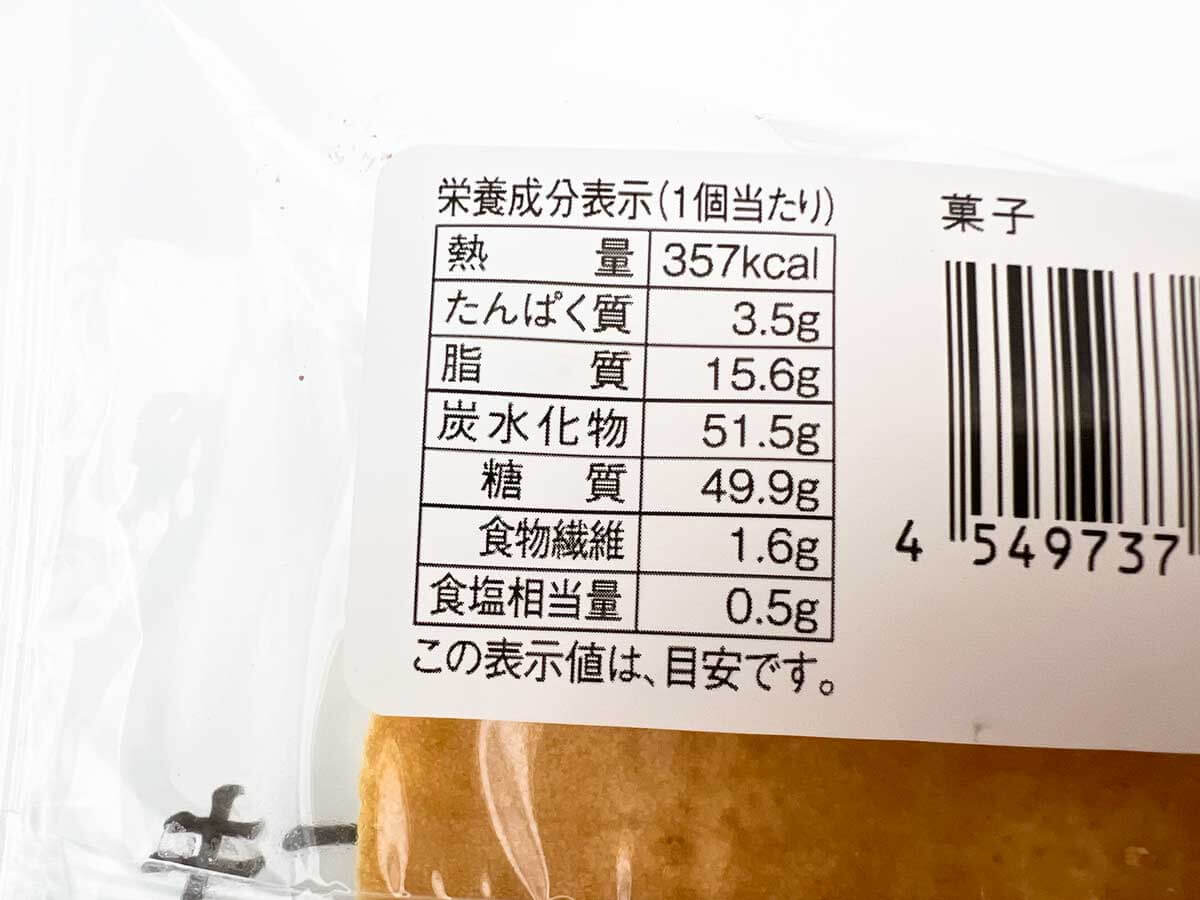 栄養成分表示(1個当たり)
熱量 357kcal
たんぱく質 3.5g
脂質 15.6g
炭水化物 51.5g
糖質 49.9g
食物繊維 1.6g
食塩相当量 0.5g
この表示値は、目安です。
菓子
4 549737